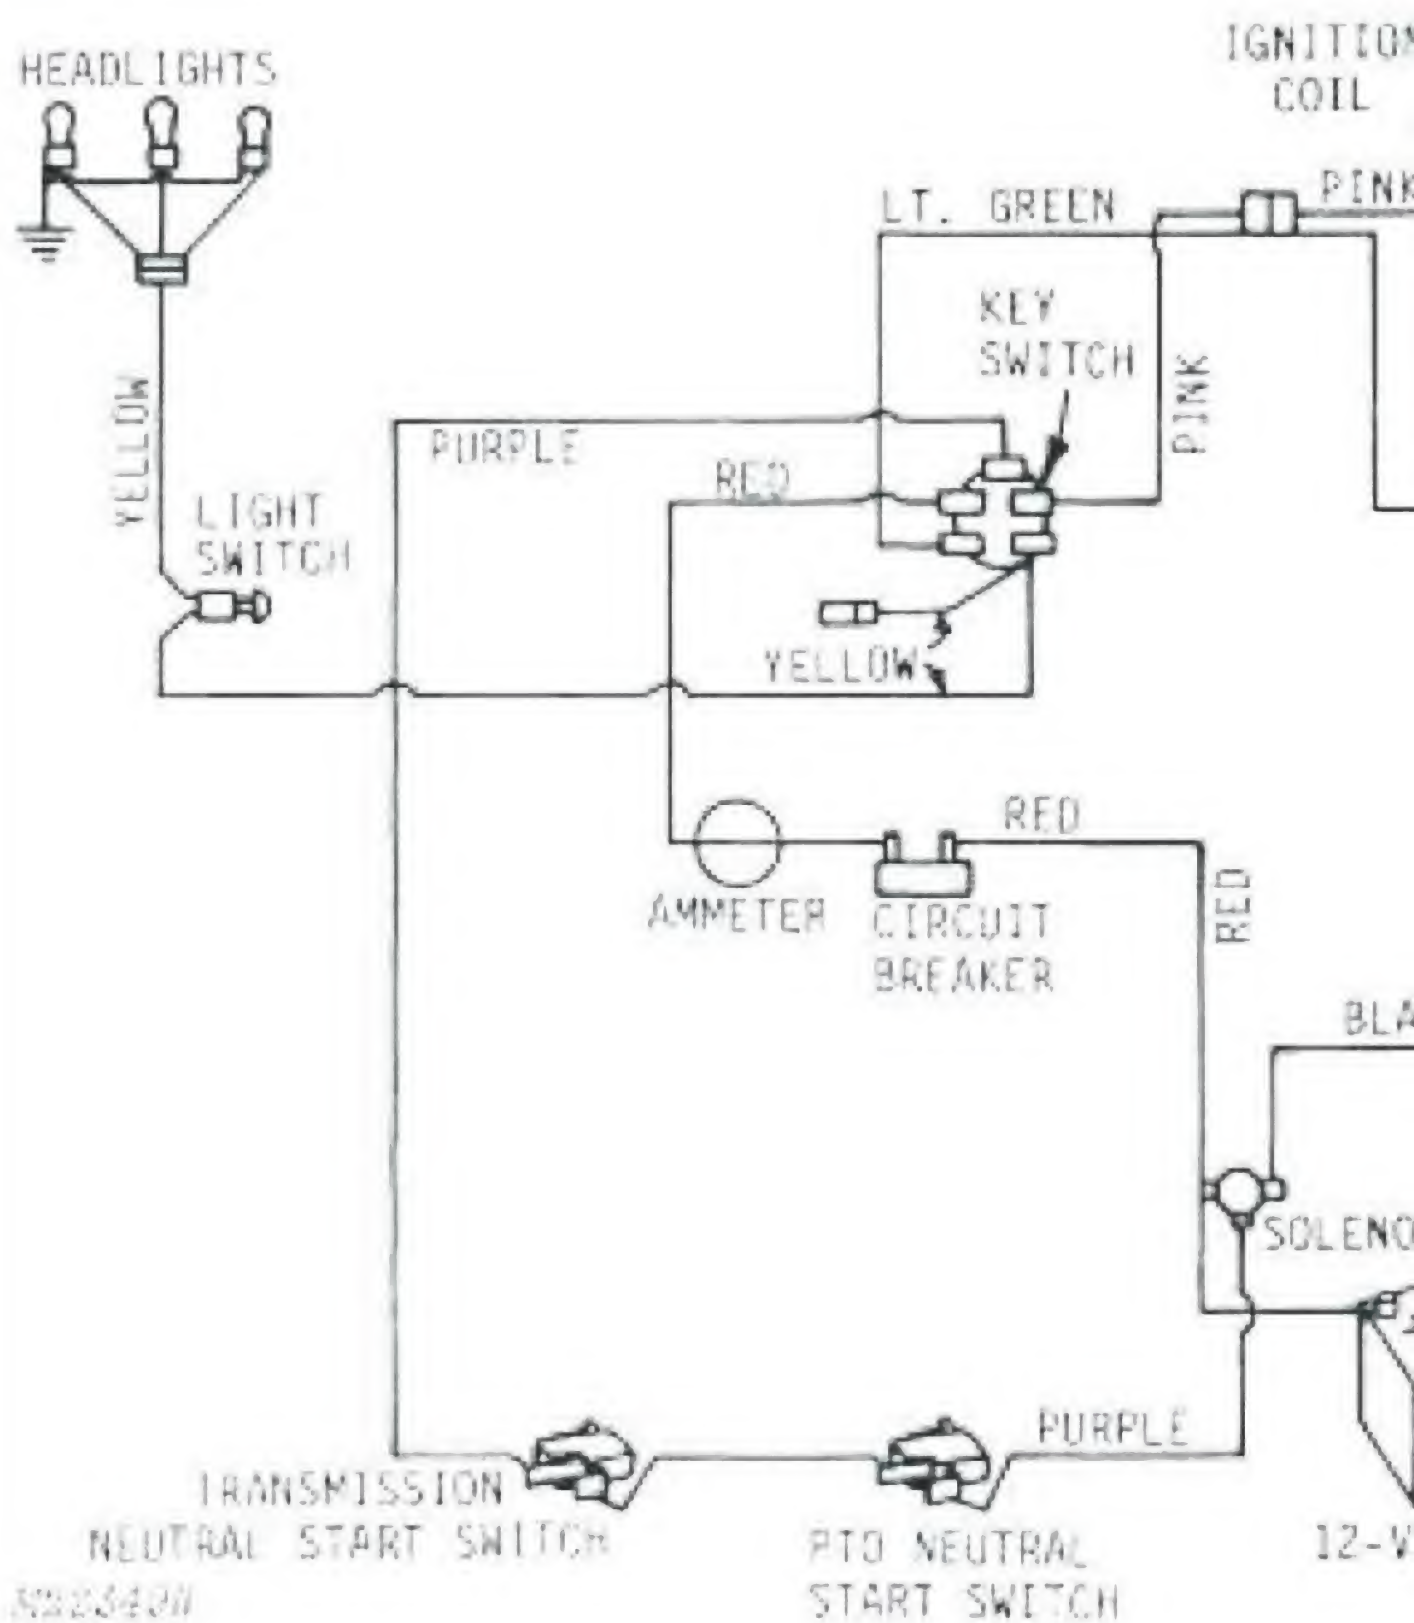 HEADLIGHTS
IGNITION
COIL
LT. GREEN
PINK
KEY
SWITCH
PINK
YELLOW
PURPLE
RED
LIGHT
SWITCH
YELLOW
RED
RED
AMMETER
CIRCUIT
BREAKER
BLA
SOLENO
PURPLE
TRANSMISSION
NEUTRAL START SWITCH
PTO NEUTRAL
START SWITCH
12-V